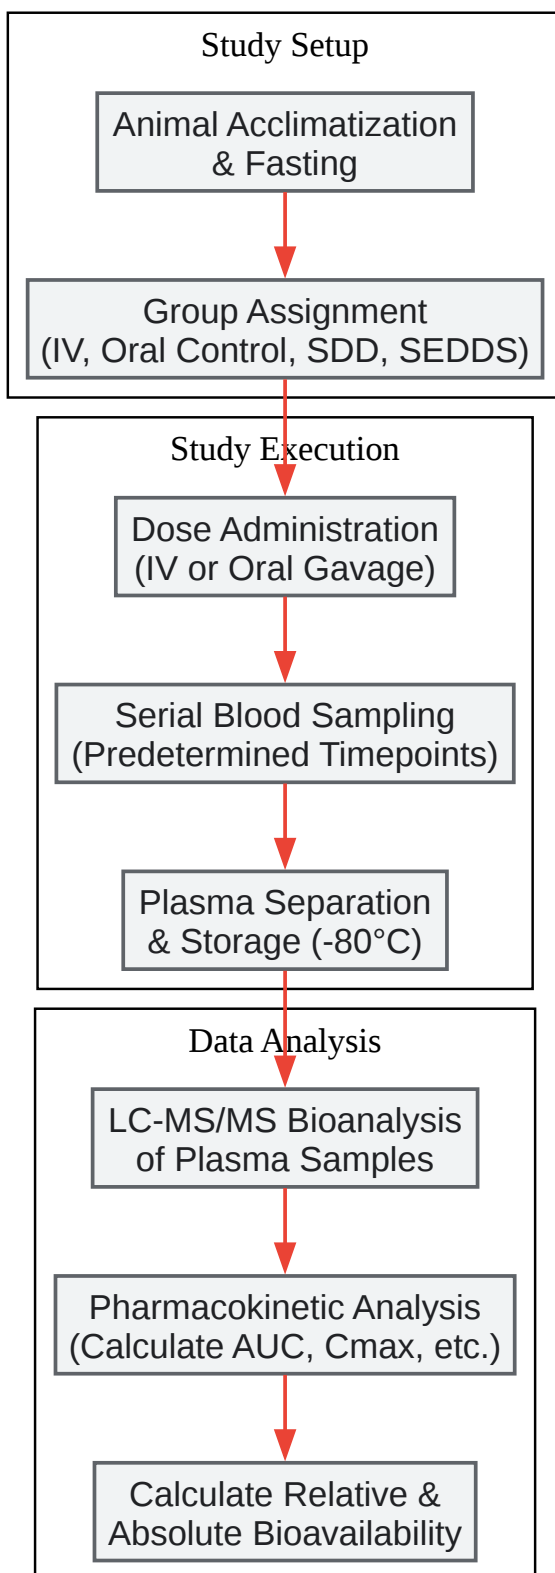 Study Setup
Animal Acclimatization
& Fasting
Group Assignment
(IV, Oral Control, SDD, SEDDS)
Study Execution
Dose Administration
(IV or Oral Gavage)
Serial Blood Sampling
(Predetermined Timepoints)
Plasma Separation
& Storage (-80°C)
Data Analysis
LC-MS/MS Bioanalysis
of Plasma Samples
Pharmacokinetic Analysis
(Calculate AUC, Cmax, etc.)
Calculate Relative &
Absolute Bioavailability